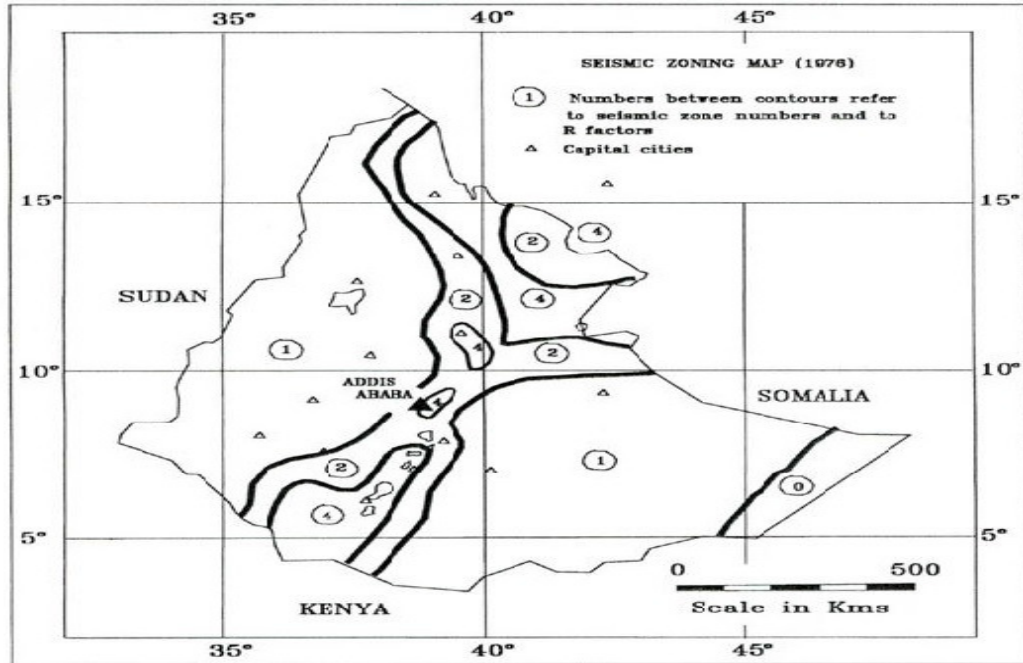 35° 40° 45°
SEISMIC ZONING MAP (1976)
1 Numbers between contours refer
to seismic zone numbers and to
R factors
Capital cities
15° 15°
2 4
SUDAN
2 4
1 4 2
10° 10°
ADDIS
ABABA
SOMALIA
2 1
0
4
5° 5°
0 500
Scale in Kms
KENYA
35° 40° 45°